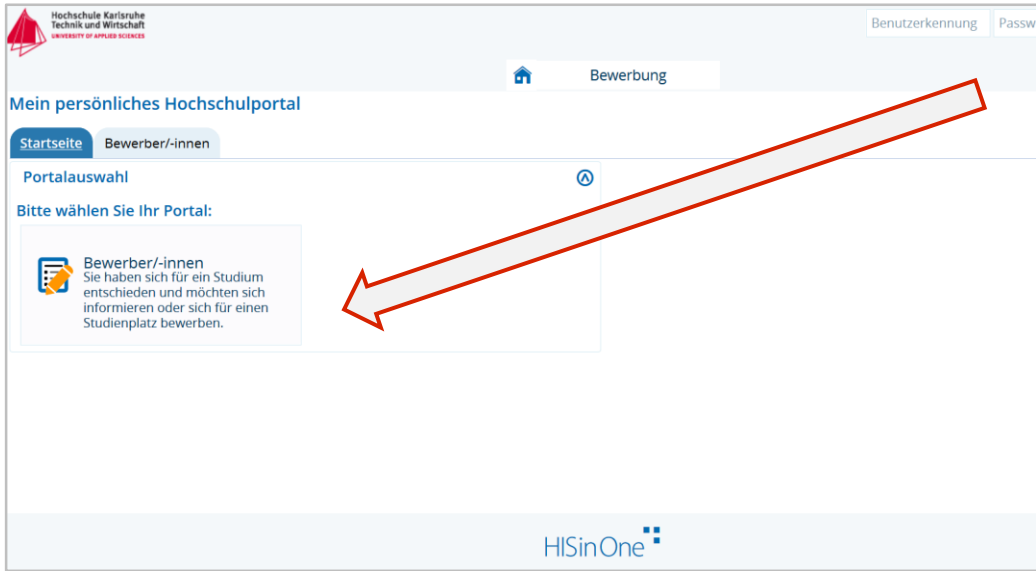 Hochschule Karlsruhe
Technik und Wirtschaft
UNIVERSITY OF APPLIED SCIENCES
Benutzerkennung Passw
Bewerbung
Mein persönliches Hochschulportal
Startseite Bewerber/-innen
Portalauswahl
Bitte wählen Sie Ihr Portal:
Bewerber/-innen
Sie haben sich für ein Studium
entschieden und möchten sich
informieren oder sich für einen
Studienplatz bewerben.
HISinOne